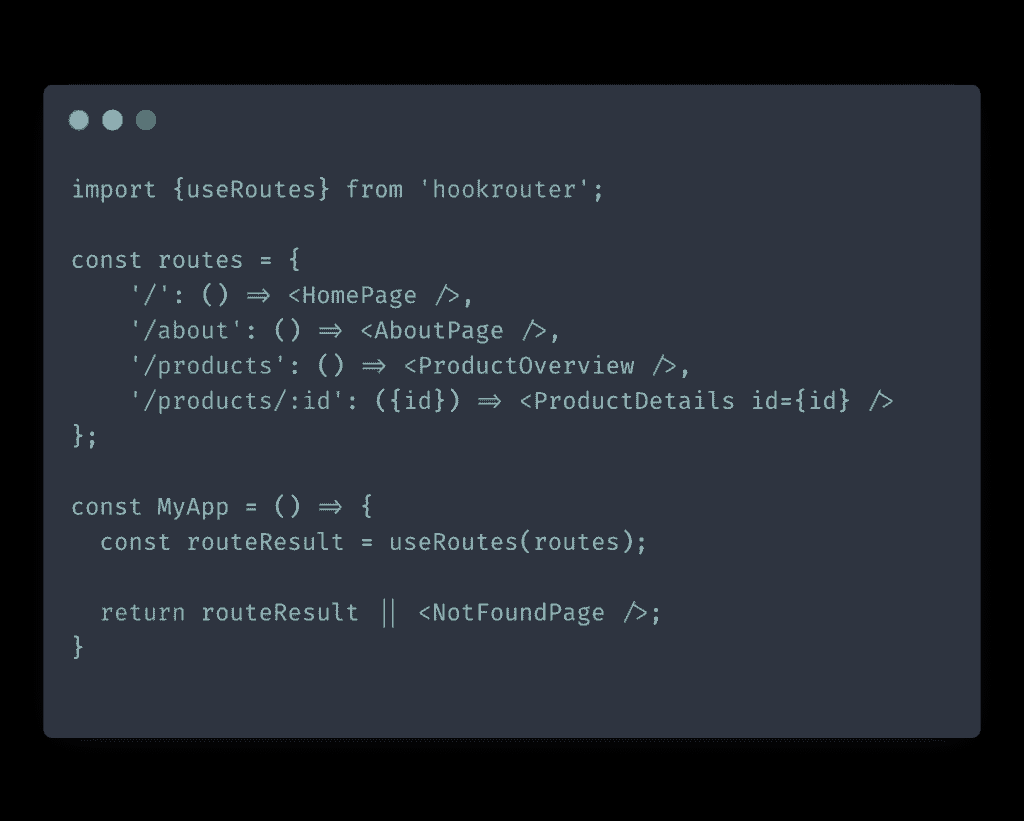 import {useRoutes} from 'hookrouter';
const routes = {
'/': () => <HomePage />,
'/about': () => <AboutPage />,
'/products': () => <ProductOverview />,
'/products/:id': ({id}) => <ProductDetails id={id} />
};
const MyApp = () => {
const routeResult = useRoutes(routes);
return routeResult || <NotFoundPage />;
}